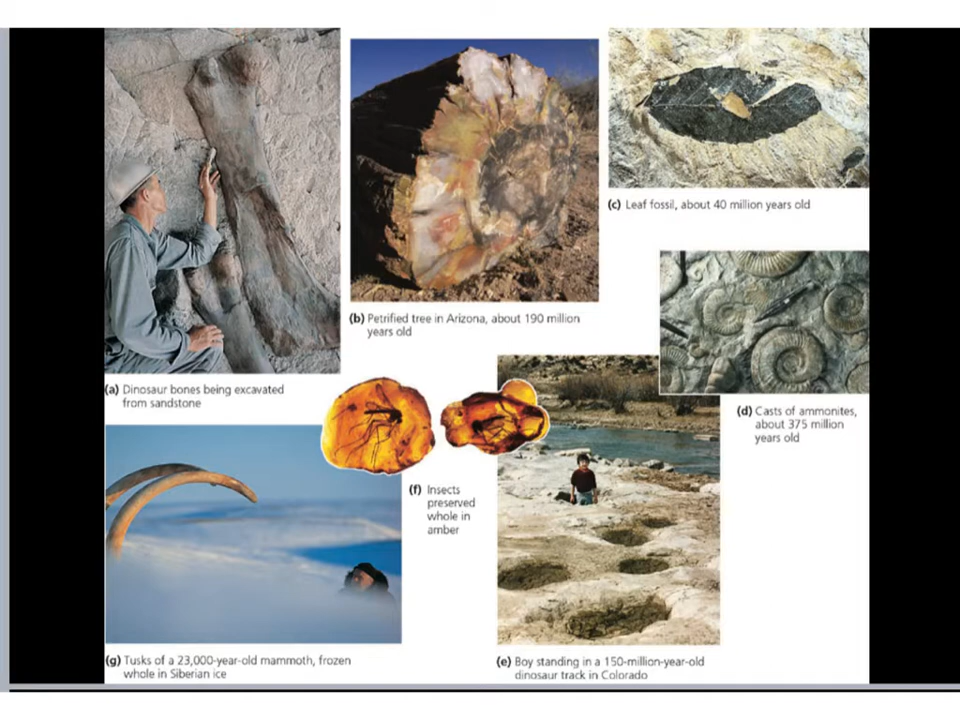 (a) Dinosaur bones being excavated
from sandstone
(b) Petrified tree in Arizona, about 190 million
years old
(c) Leaf fossil, about 40 million years old
(d) Casts of ammonites,
about 375 million
years old
(e) Boy standing in a 150-million-year-old
dinosaur track in Colorado
(f) Insects
preserved
whole in
amber
(g) Tusks of a 23,000-year-old mammoth, frozen
whole in Siberian ice